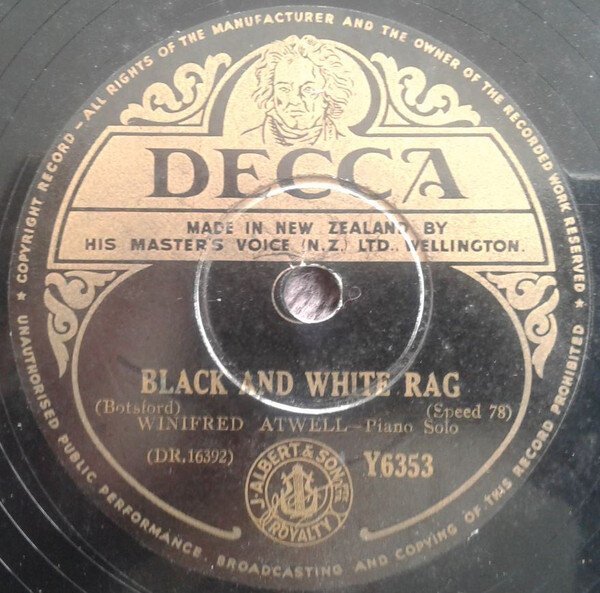 ★ COPYRIGHT RECORD — ALL RIGHTS OF THE MANUFACTURER AND THE OWNER OF THE RECORDED WORK RESERVED ★
DECCA
MADE IN NEW ZEALAND BY
HIS MASTER'S VOICE (N.Z.) LTD., WELLINGTON.
BLACK AND WHITE RAG
(Botsford) (Speed 78)
WINIFRED ATWELL—Piano Solo
(DR.16392) Y6353
J. ALBERT & SON
ROYALTY
UNAUTHORISED PUBLIC PERFORMANCE, BROADCASTING AND COPYING OF THIS RECORD PROHIBITED